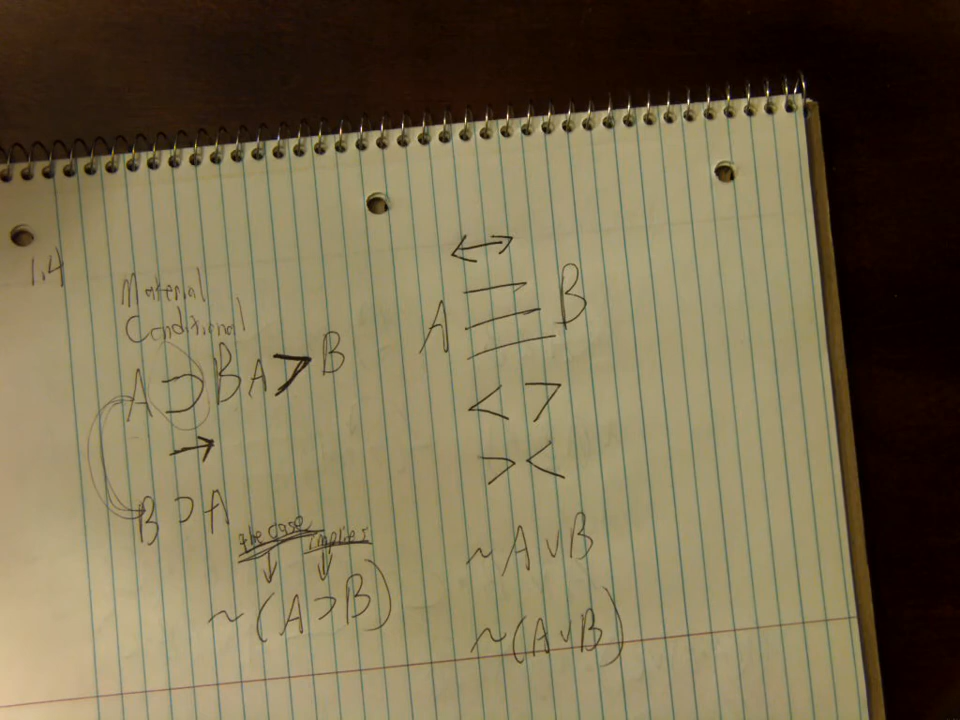 1.4
Material
Conditional
A ⊃ B A > B
→
B ⊃ A
the case implies
↓ ↓
~(A > B)
↔
A ≡ B
< >
> <
~A v B
~(A v B)